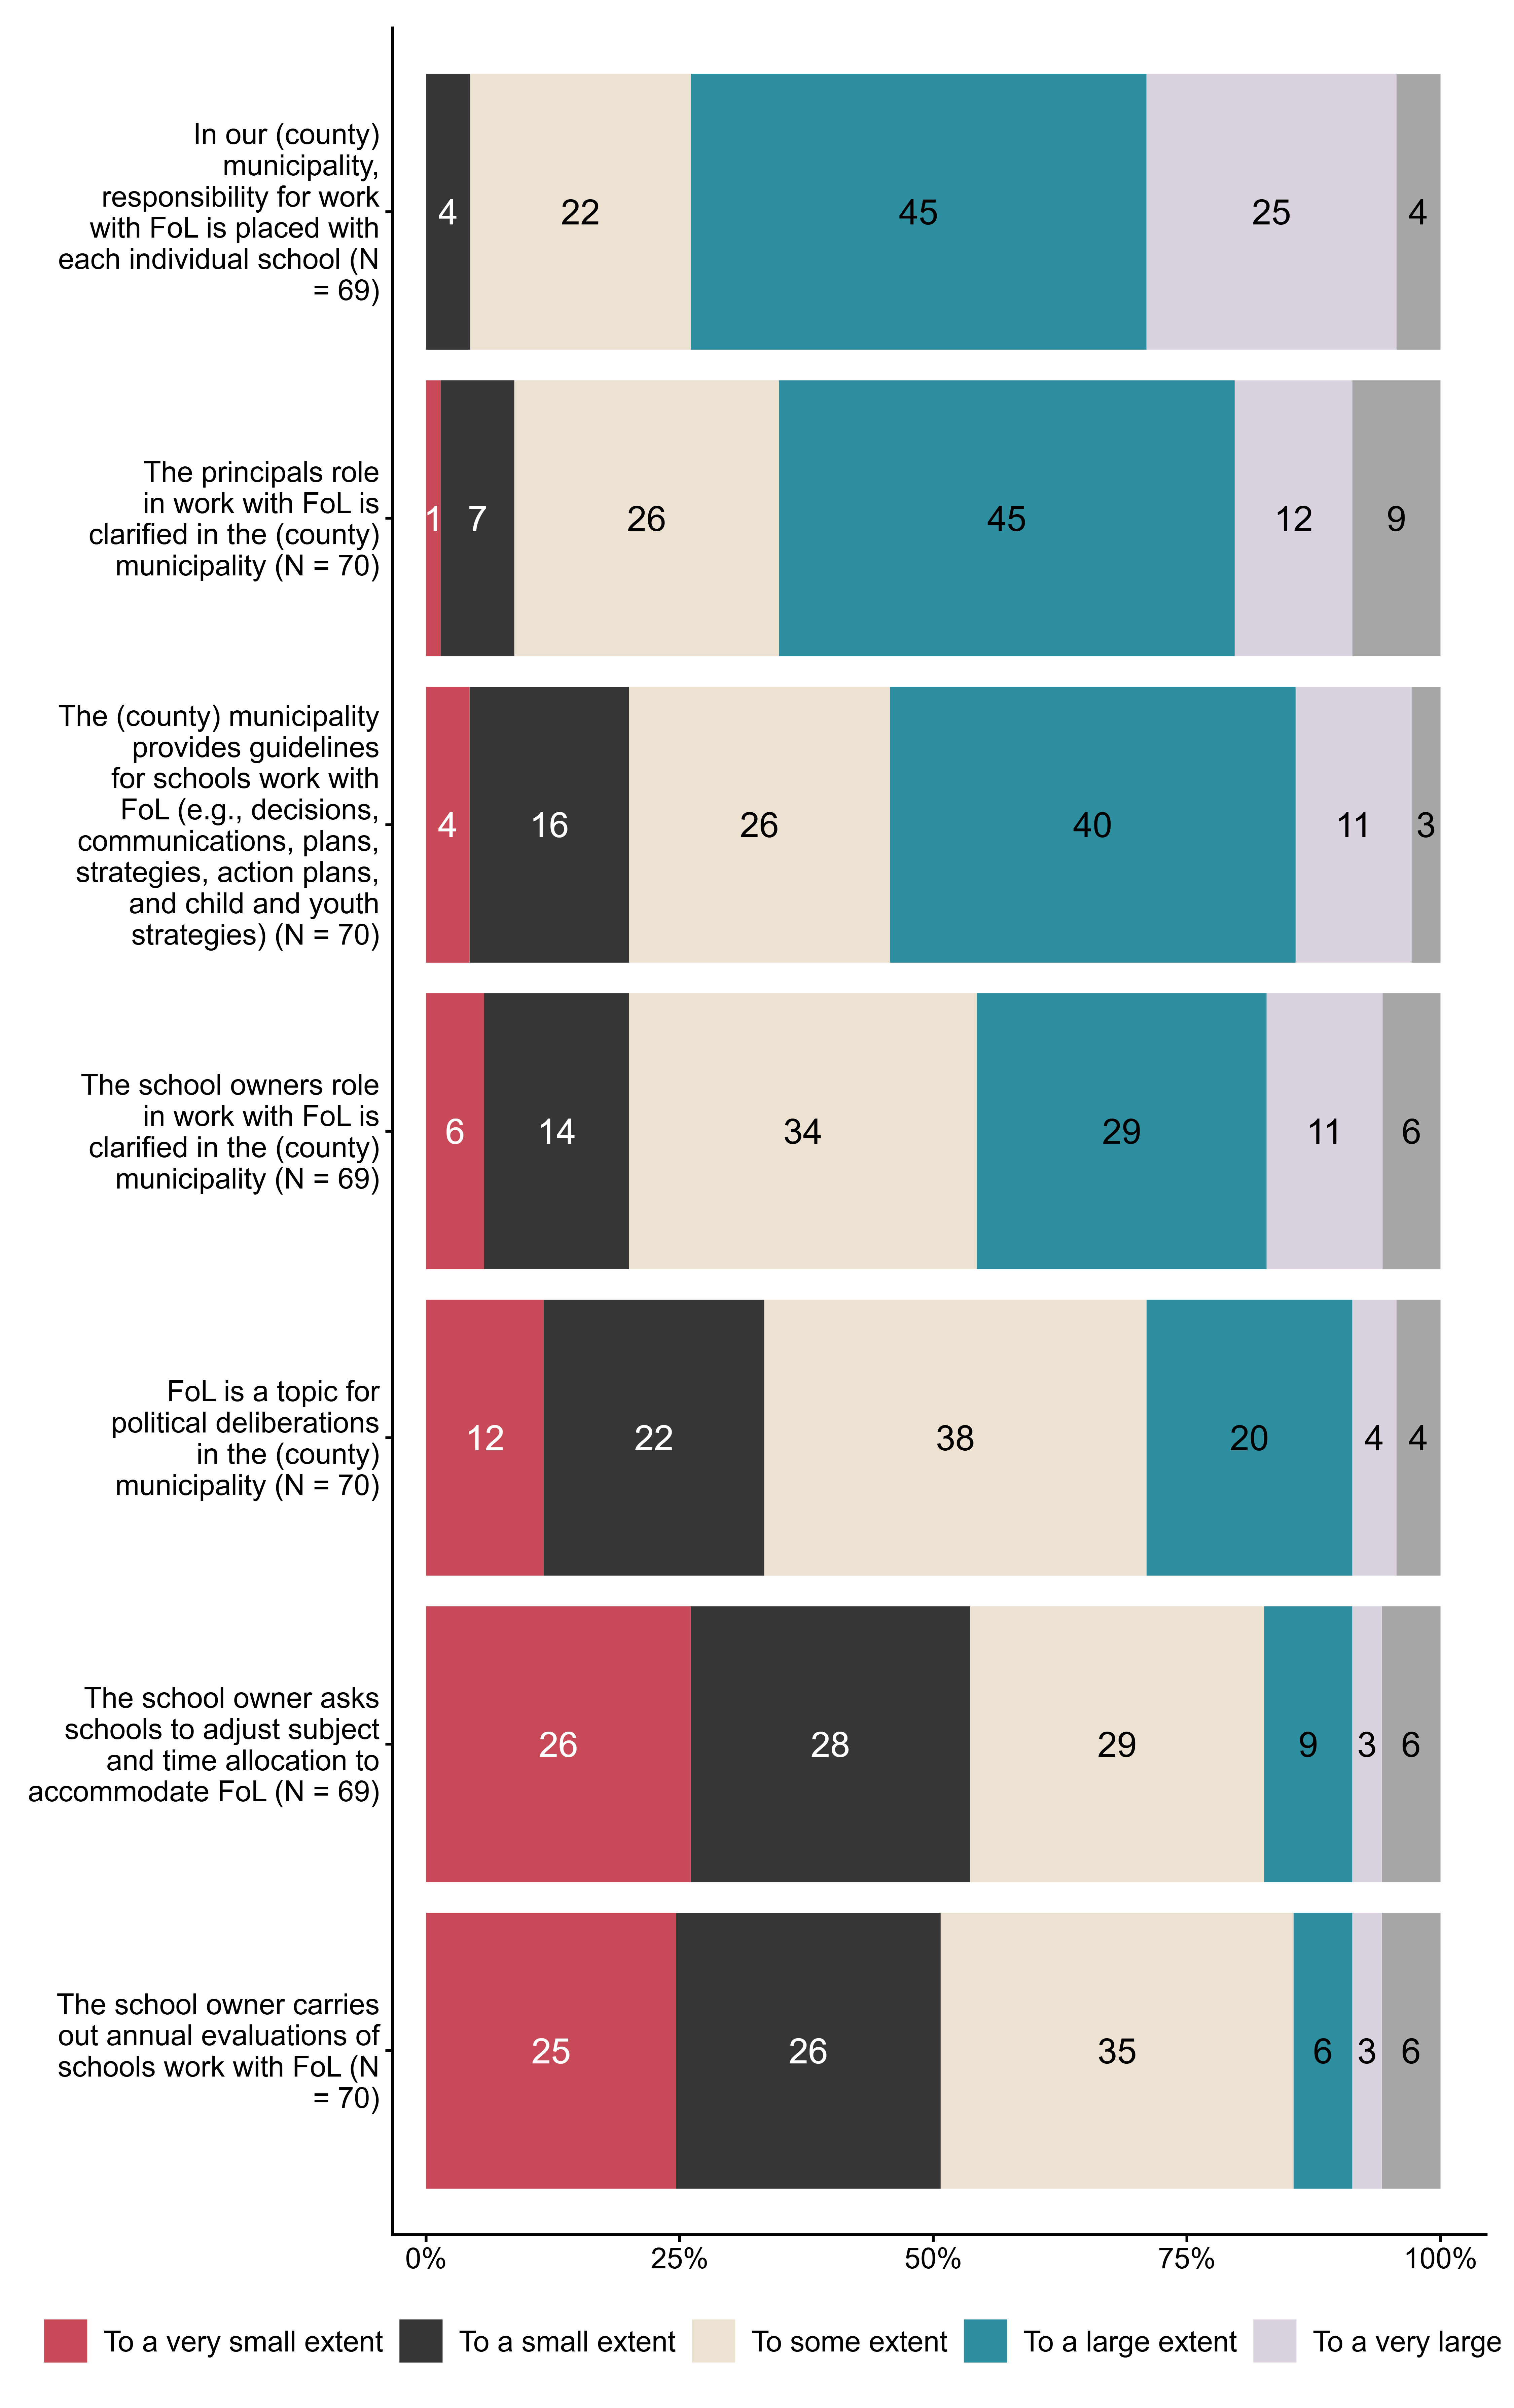 In our (county)
municipality,
responsibility for work
with FoL is placed with
each individual school (N
= 69)
4 22 45 25 4
The principals role
in work with FoL is
clarified in the (county)
municipality (N = 70)
1 7 26 45 12 9
The (county) municipality
provides guidelines
for schools work with
FoL (e.g., decisions,
communications, plans,
strategies, action plans,
and child and youth
strategies) (N = 70)
4 16 26 40 11 3
The school owners role
in work with FoL is
clarified in the (county)
municipality (N = 69)
6 14 34 29 11 6
FoL is a topic for
political deliberations
in the (county)
municipality (N = 70)
12 22 38 20 4 4
The school owner asks
schools to adjust subject
and time allocation to
accommodate FoL (N = 69)
26 28 29 9 3 6
The school owner carries
out annual evaluations of
schools work with FoL (N
= 70)
25 26 35 6 3 6
0% 25% 50% 75% 100%
To a very small extent To a small extent To some extent To a large extent To a very large